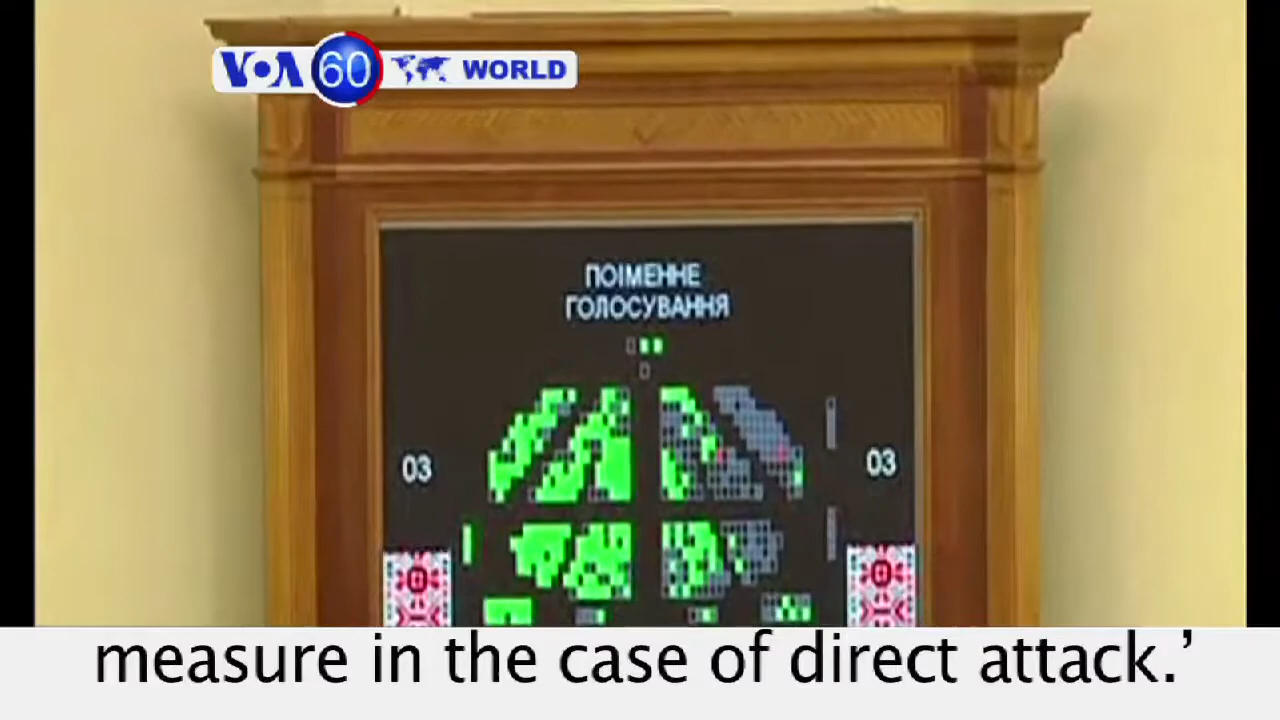 VOA 60 WORLD
ПОІМЕННЕ
ГОЛОСУВАННЯ
03
03
measure in the case of direct attack.’